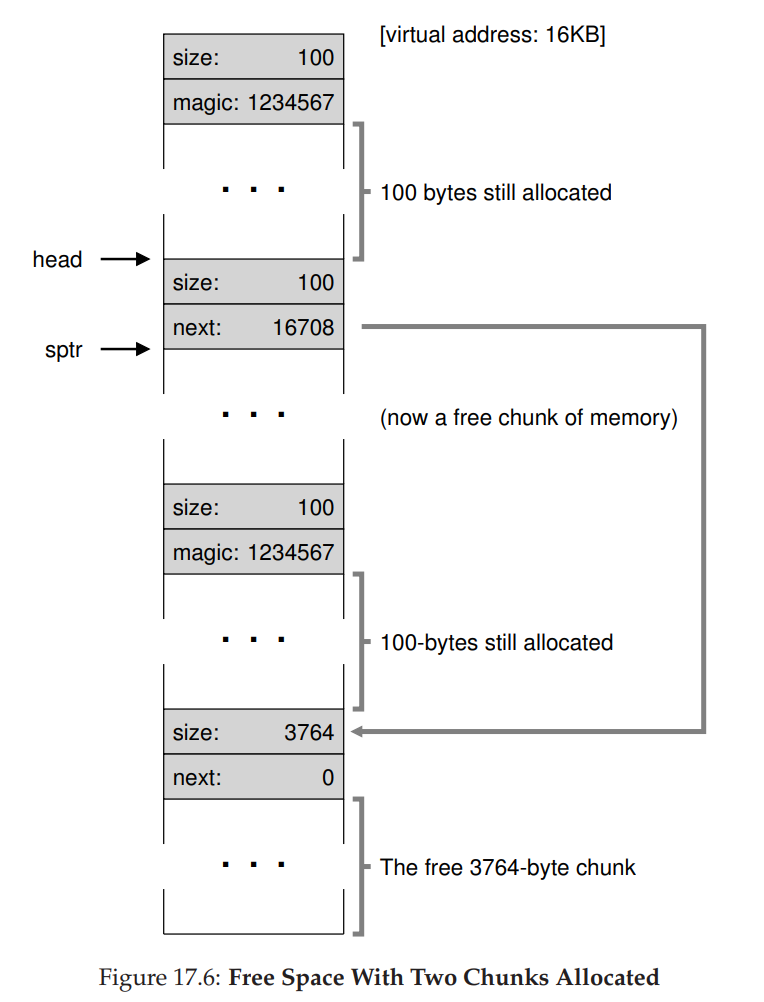 [virtual address: 16KB]
size: 100
magic: 1234567
. . .
100 bytes still allocated
head
size: 100
next: 16708
sptr
. . .
(now a free chunk of memory)
size: 100
magic: 1234567
. . .
100-bytes still allocated
size: 3764
next: 0
. . .
The free 3764-byte chunk
Figure 17.6: Free Space With Two Chunks Allocated